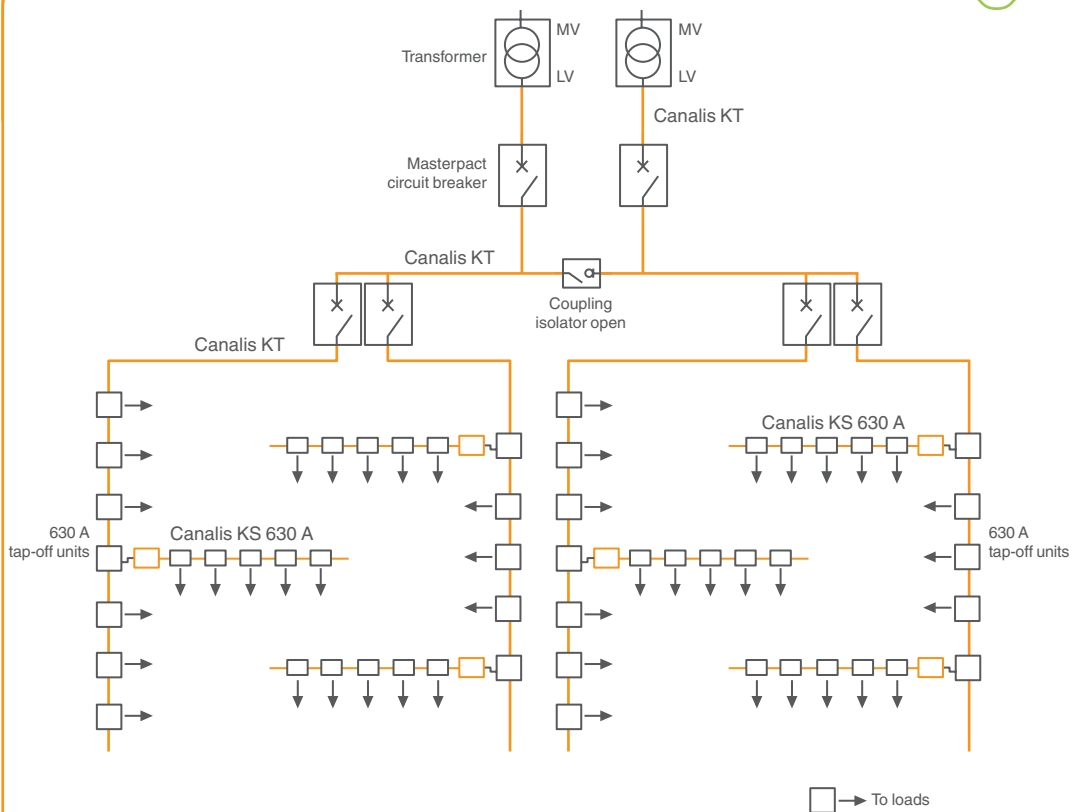 MV
MV
Transformer
LV
LV
Canalis KT
Masterpact
circuit breaker
Canalis KT
Coupling
isolator open
Canalis KT
Canalis KS 630 A
630 A
tap-off units
Canalis KS 630 A
630 A
tap-off units
To loads